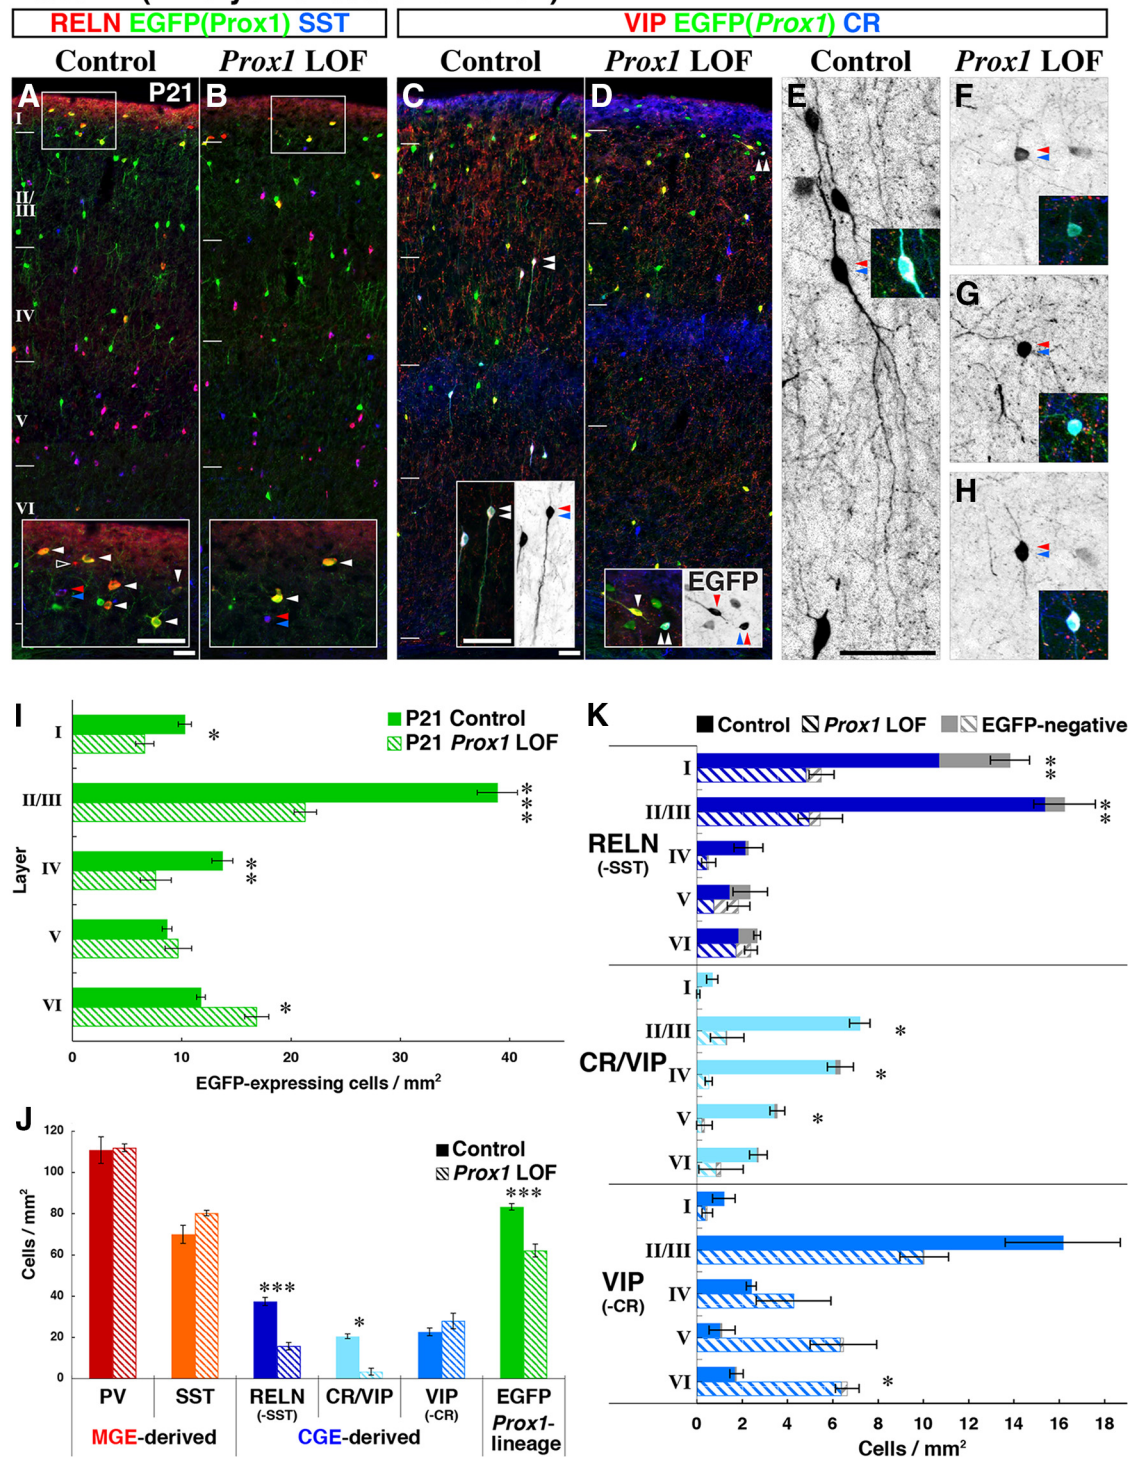 RELN EGFP(Prox1) SST
VIP EGFP(Prox1) CR
Control
Prox1 LOF
Control
Prox1 LOF
Control
Prox1 LOF
A
P21
B
C
D
E
F
G
H
I
II/
III
IV
V
VI
EGFP
I
P21 Control
P21 Prox1 LOF
Layer
I
*
II/III
***
IV
**
V
VI
*
0 10 20 30 40
EGFP-expressing cells / mm²
J
Control
Prox1 LOF
Cells / mm²
120
100
80
60
40
20
0
***
*
***
PV SST RELN CR/VIP VIP EGFP
(-SST) (-CR)
MGE-derived CGE-derived Prox1-
lineage
K
Control Prox1 LOF EGFP-negative
RELN
(-SST)
I
**
II/III
**
IV
V
VI
CR/VIP
I
II/III
*
IV
*
V
*
VI
VIP
(-CR)
I
II/III
IV
V
VI
*
0 2 4 6 8 10 12 14 16 18
Cells / mm²